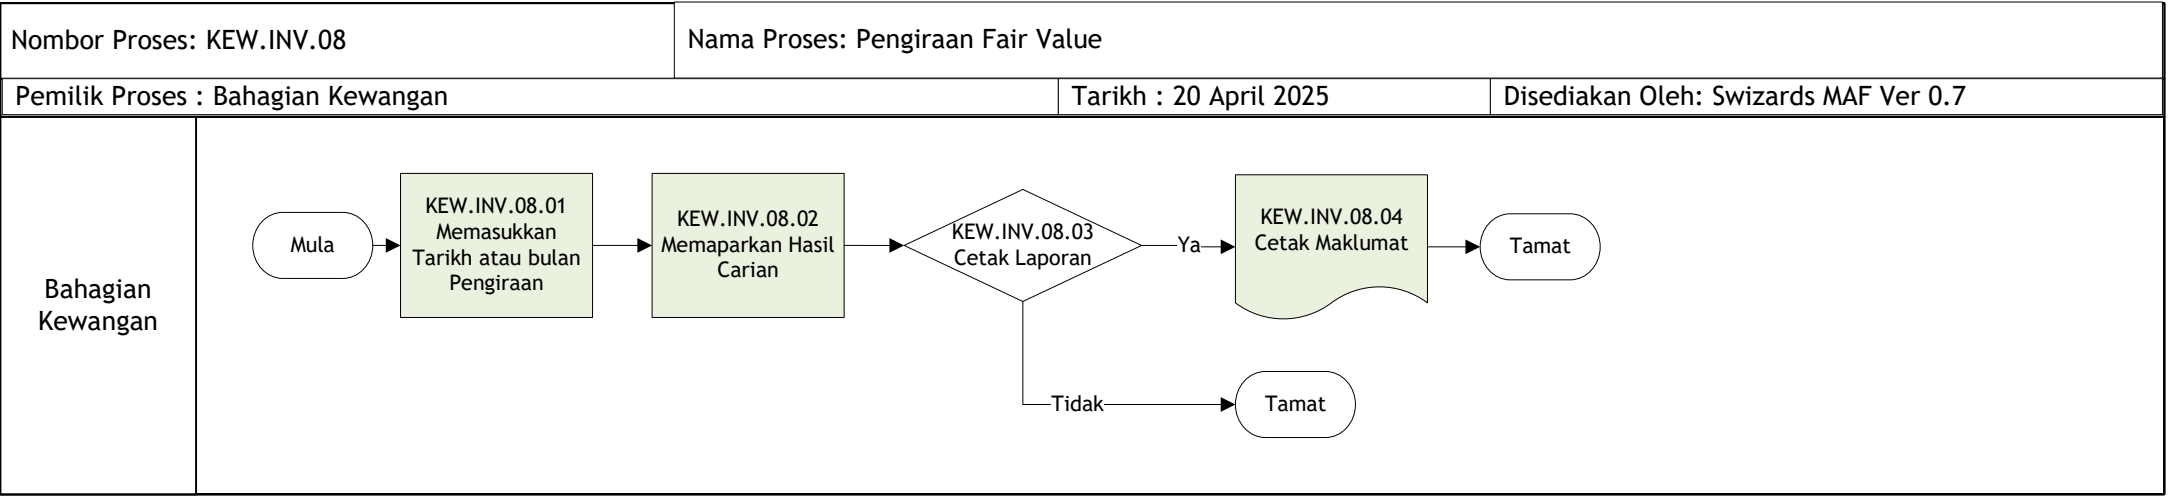 Nombor Proses: KEW.INV.08
Nama Proses: Pengiraan Fair Value
Pemilik Proses : Bahagian Kewangan
Tarikh : 20 April 2025
Disediakan Oleh: Swizards MAF Ver 0.7
Bahagian
Kewangan
Mula
KEW.INV.08.01
Memasukkan
Tarikh atau bulan
Pengiraan
KEW.INV.08.02
Memaparkan Hasil
Carian
KEW.INV.08.03
Cetak Laporan
Ya
KEW.INV.08.04
Cetak Maklumat
Tamat
Tidak
Tamat